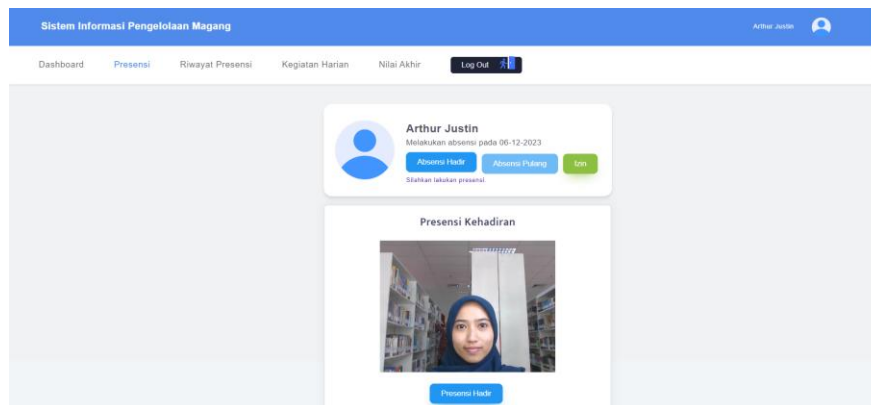 Sistem Informasi Pengelolaan Magang
Arthur Justin
Dashboard Presensi Riwayat Presensi Kegiatan Harian Nilai Akhir Log Out
Arthur Justin
Melakukan absensi pada 06-12-2023
Absensi Hadir Absensi Pulang Izin
Silahkan lakukan presensi.
Presensi Kehadiran
Presensi Hadir